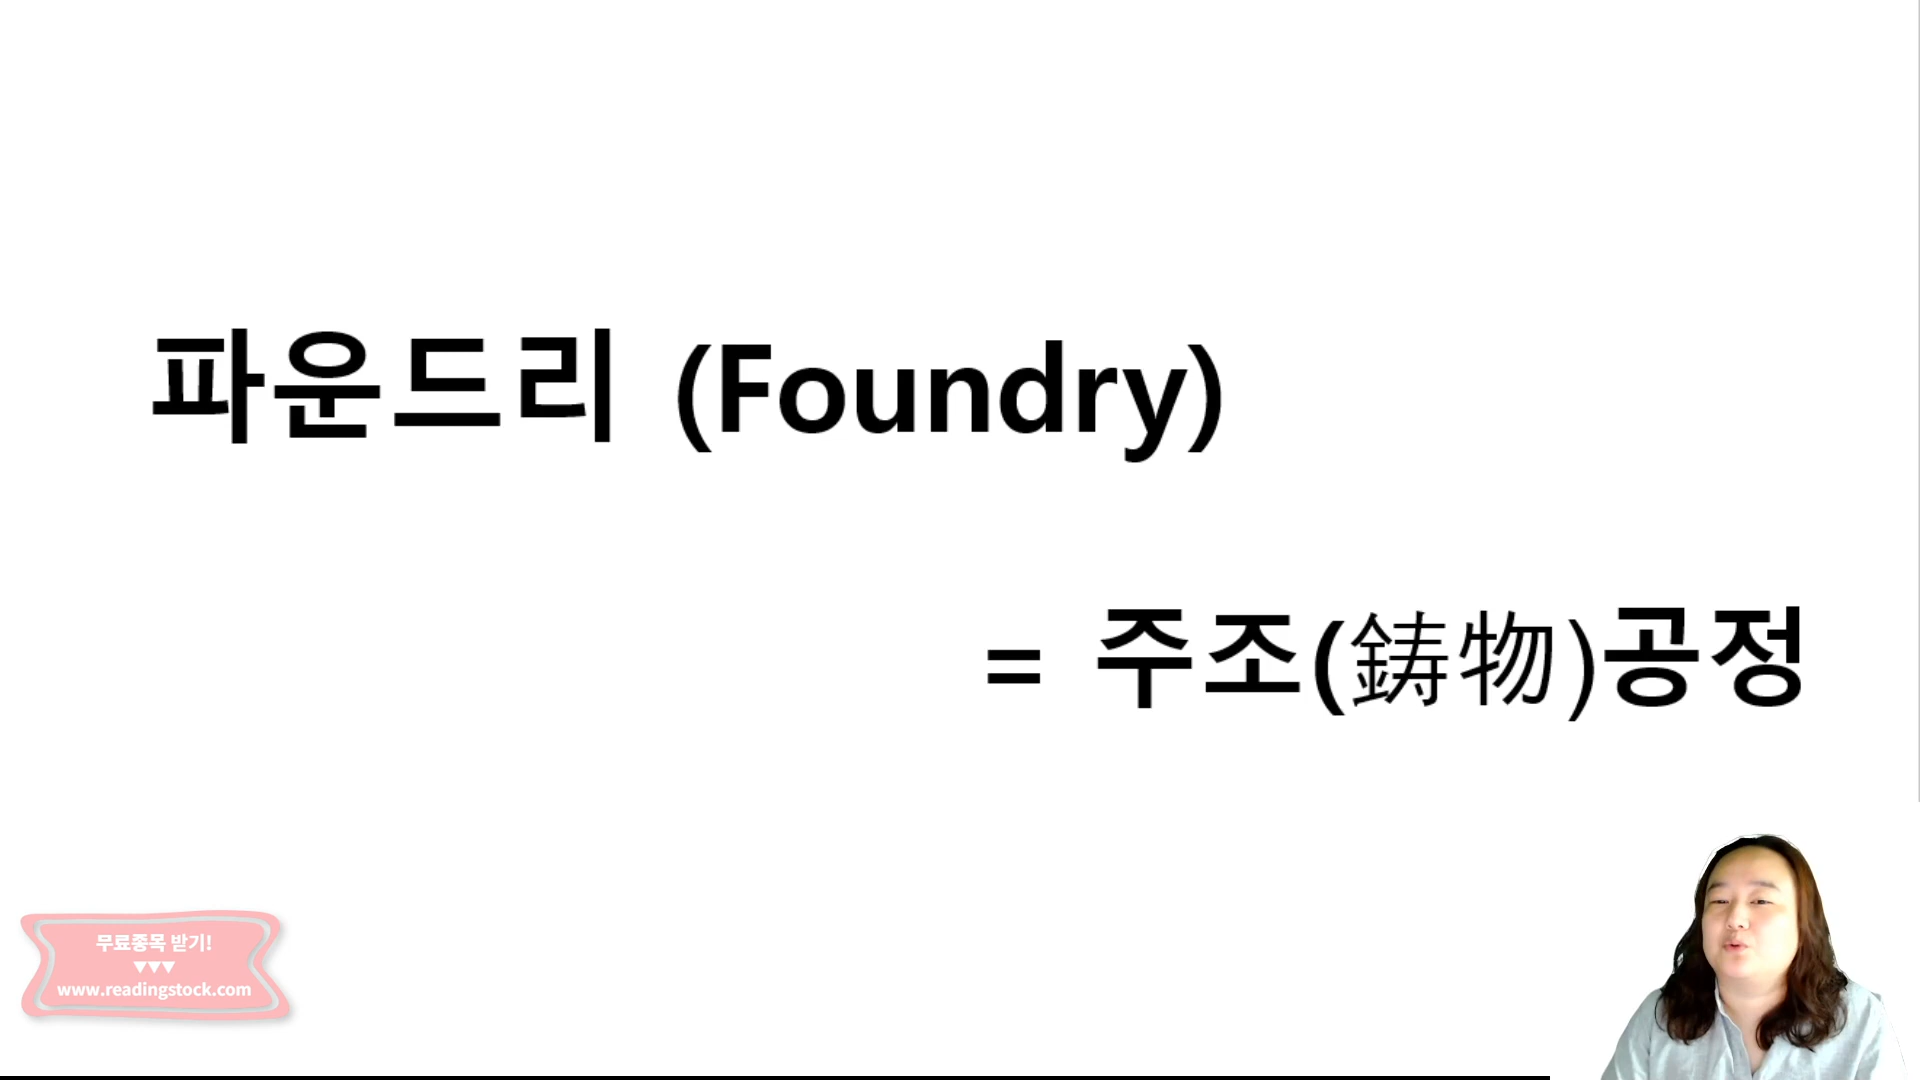 파운드리 (Foundry)
= 주조(鋳物)공정
무료종목 받기!
▼▼▼
www.readingstock.com